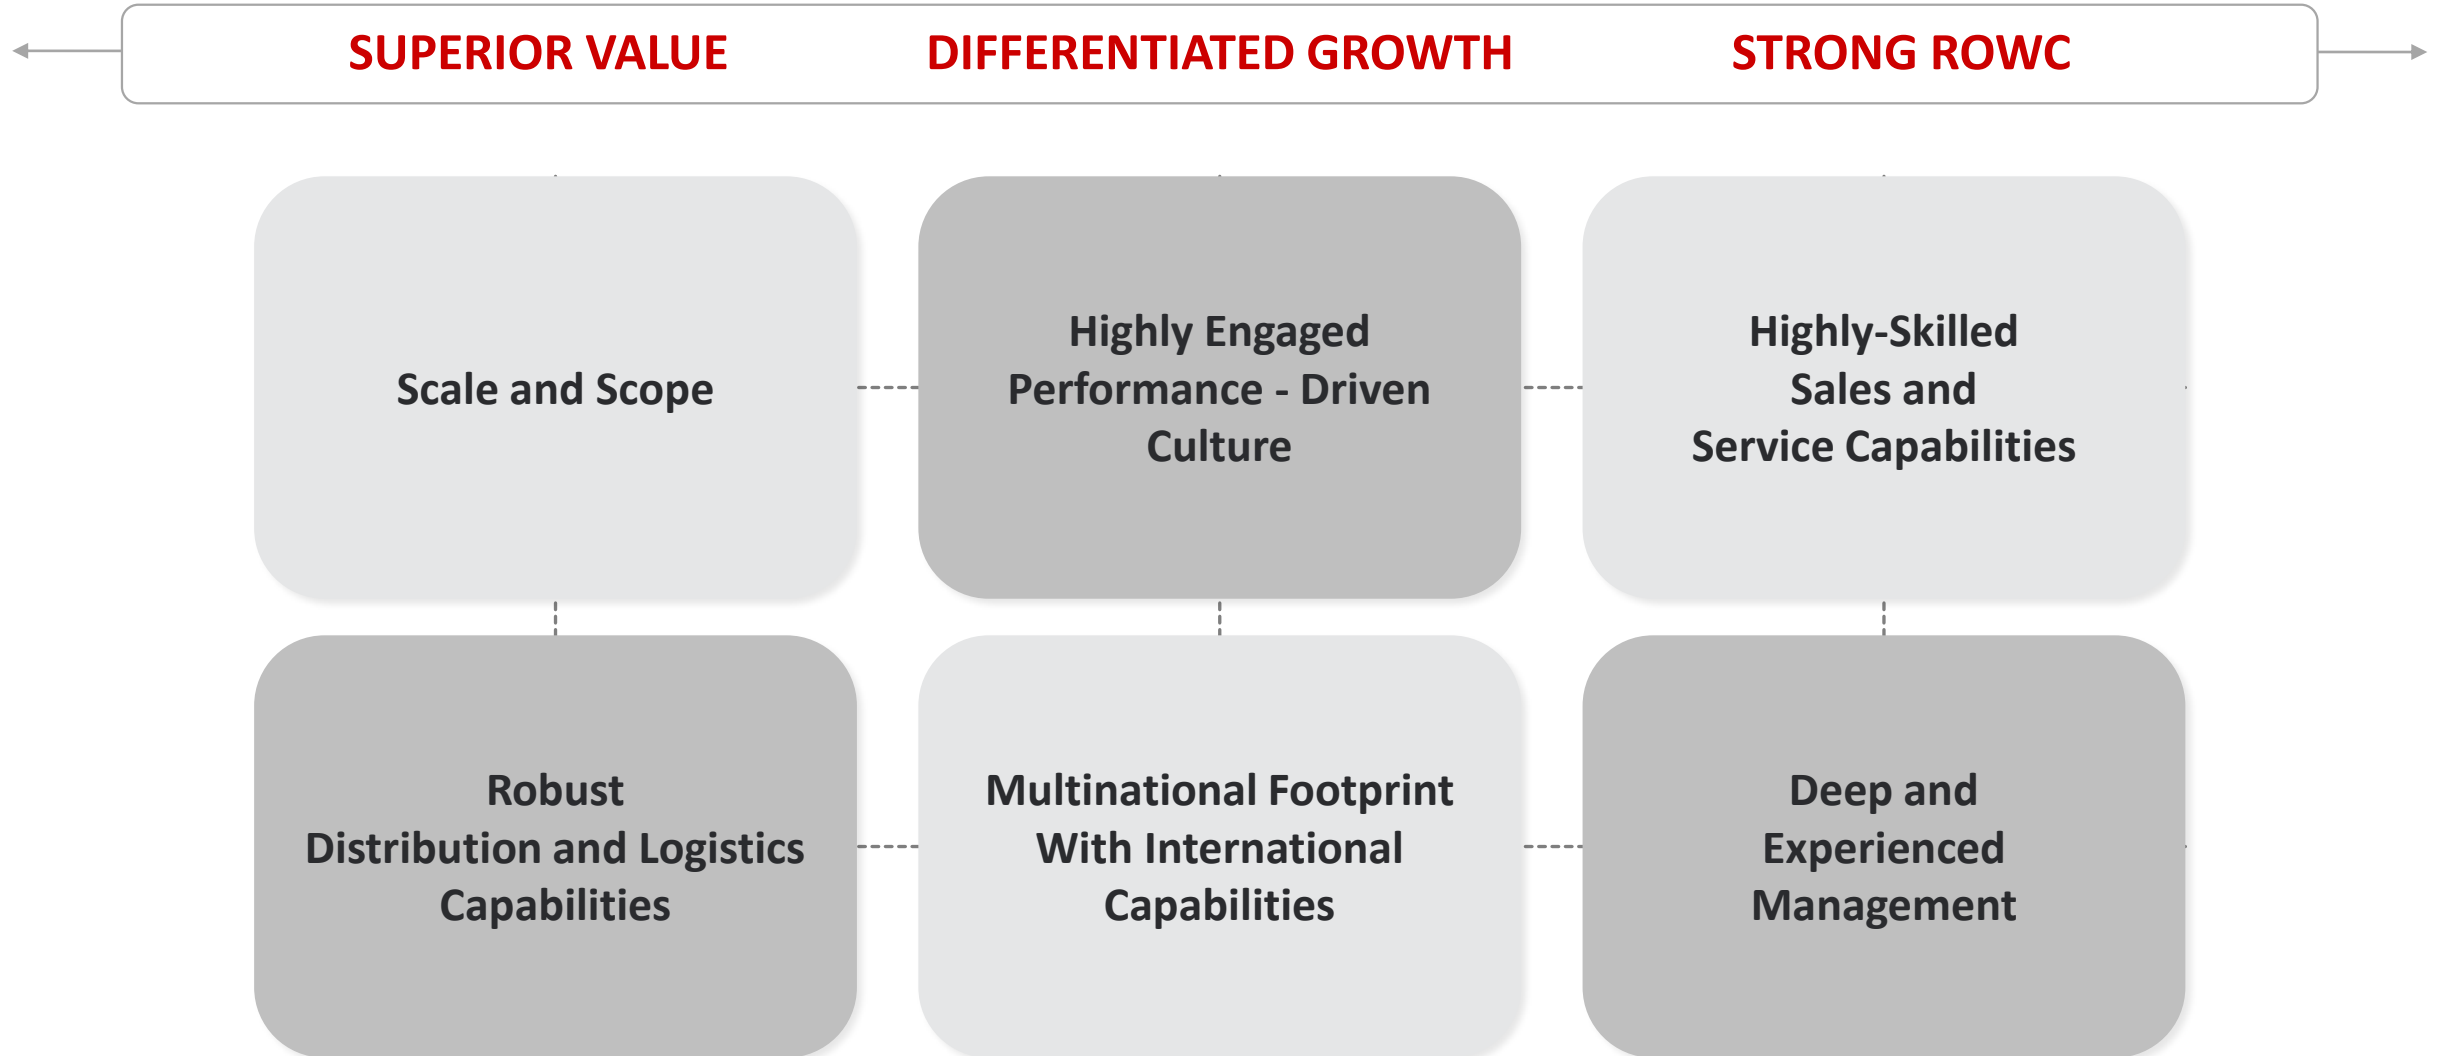 SUPERIOR VALUE DIFFERENTIATED GROWTH STRONG ROWC
Scale and Scope
Highly Engaged
Performance - Driven
Culture
Highly-Skilled
Sales and
Service Capabilities
Robust
Distribution and Logistics
Capabilities
Multinational Footprint
With International
Capabilities
Deep and
Experienced
Management